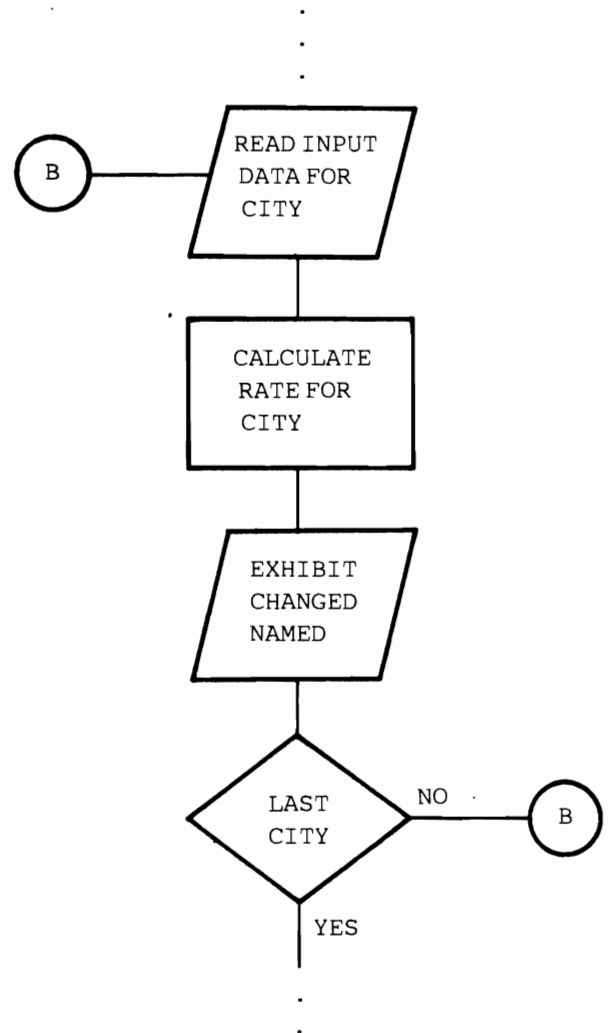 READ INPUT
DATA FOR
CITY
B
CALCULATE
RATE FOR
CITY
EXHIBIT
CHANGED
NAMED
LAST
CITY
NO
B
YES